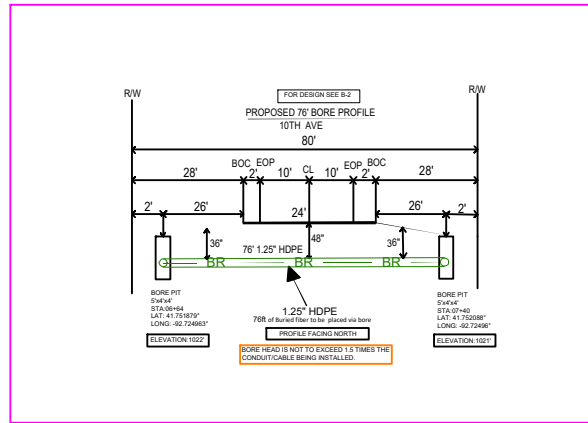 R/W
R/W
FOR DESIGN SEE B-2
PROPOSED 76' BORE PROFILE
10TH AVE
80'
28'
BOC
2'
EOP
10'
CL
10'
EOP
2'
BOC
28'
2'
26'
24'
26'
2'
36"
48"
36"
76' 1.25" HDPE
BR
BR
BR
1.25" HDPE
76ft of Buried fiber to be placed via bore
PROFILE FACING NORTH
BORE HEAD IS NOT TO EXCEED 1.5 TIMES THE
CONDUIT/CABLE BEING INSTALLED.
BORE PIT
5'x4'x4'
STA:06+64
LAT: 41.751879°
LONG: -92.724963°
ELEVATION:1022'
BORE PIT
5'x4'x4'
STA:07+40
LAT: 41.752088°
LONG: -92.72496°
ELEVATION:1021'